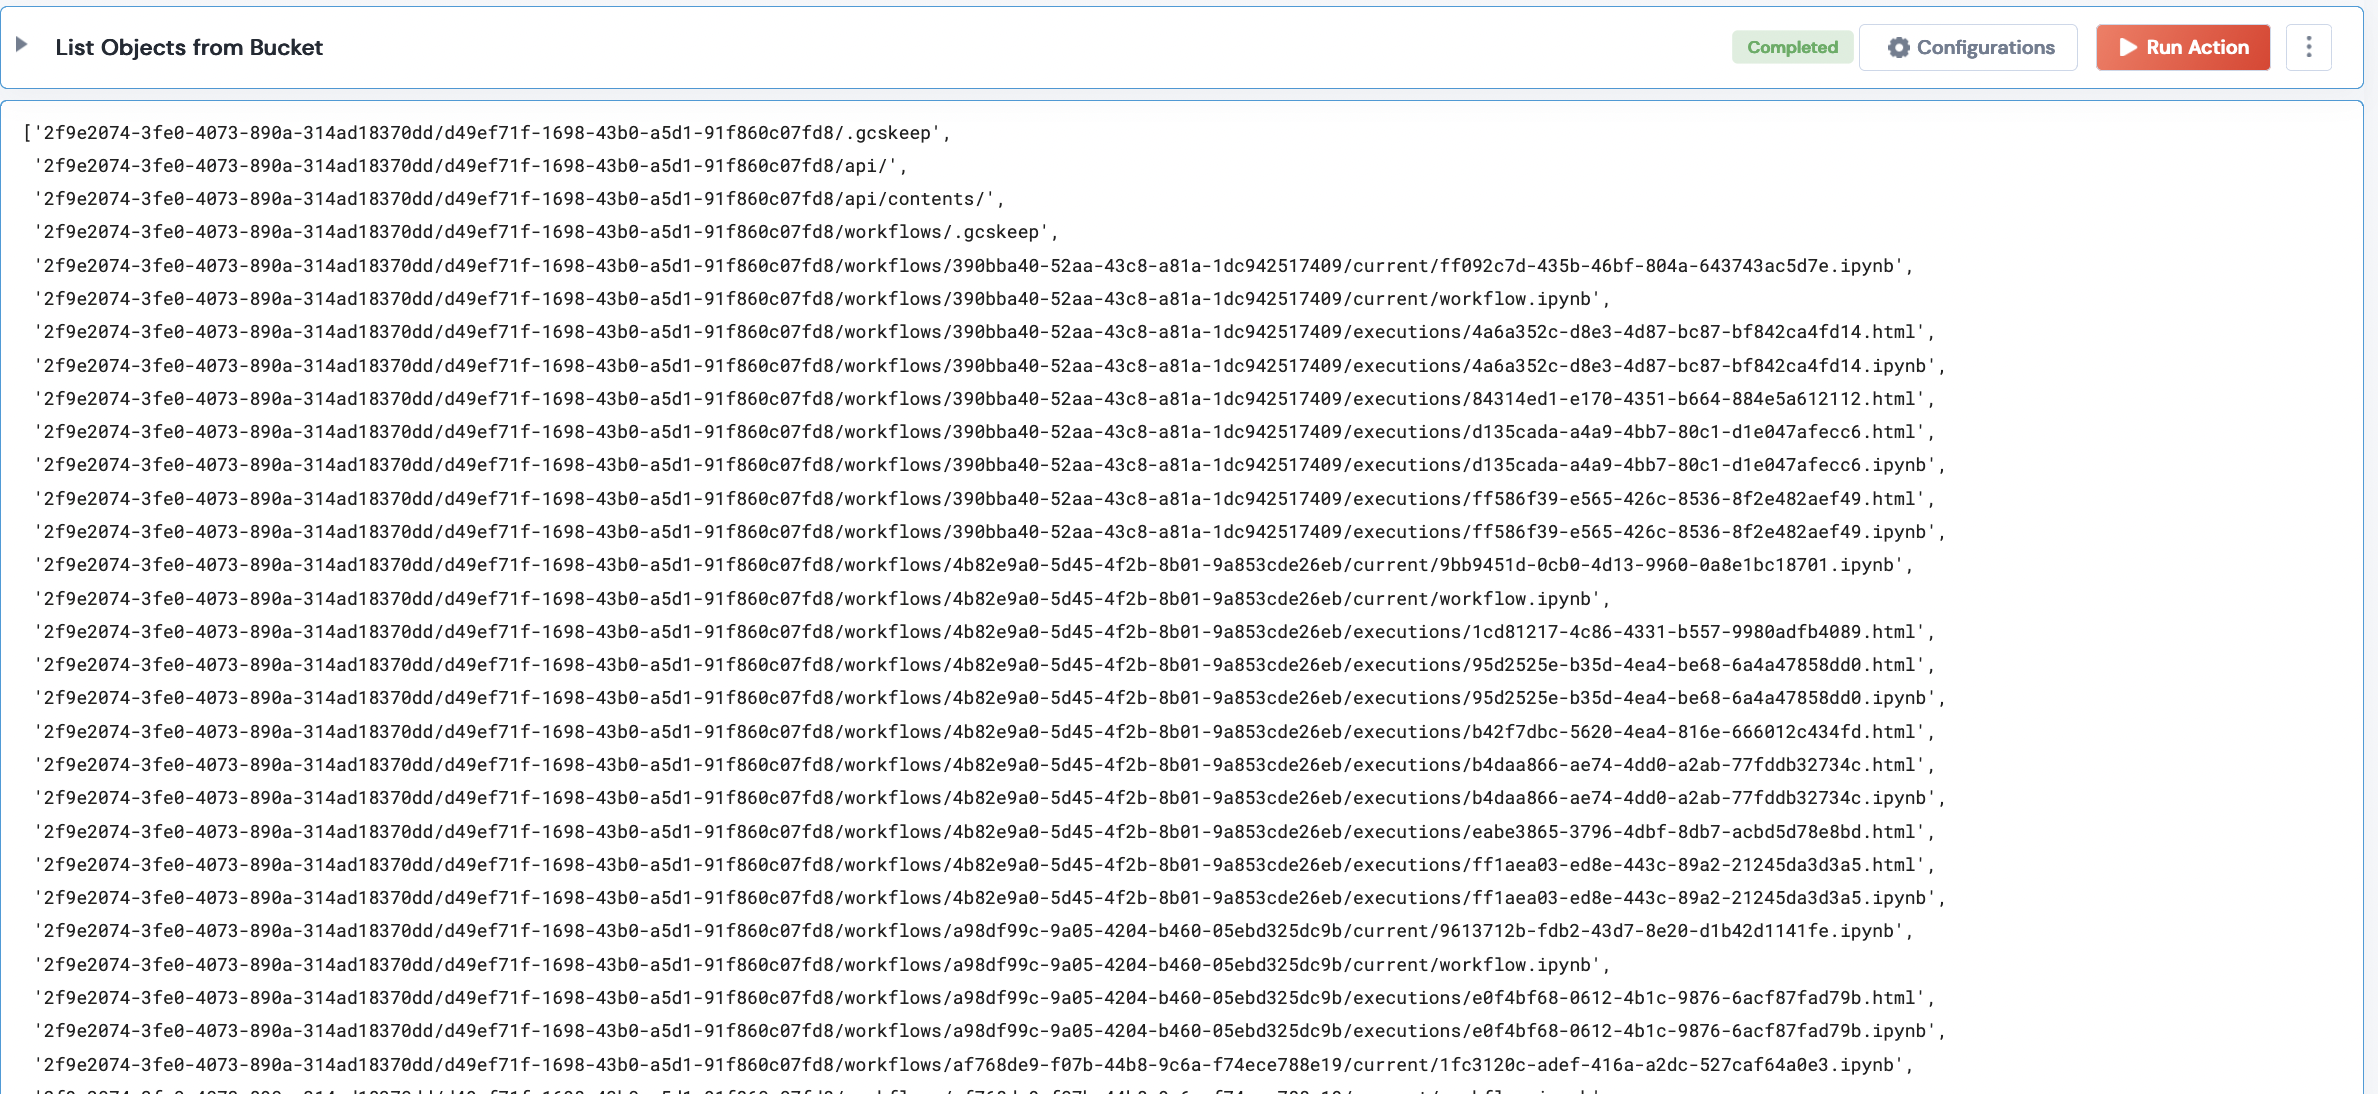 List Objects from Bucket
Completed
Configurations
Run Action
['2f9e2074-3fe0-4073-890a-314ad18370dd/d49ef71f-1698-43b0-a5d1-91f860c07fd8/.gcskeep',
'2f9e2074-3fe0-4073-890a-314ad18370dd/d49ef71f-1698-43b0-a5d1-91f860c07fd8/api/',
'2f9e2074-3fe0-4073-890a-314ad18370dd/d49ef71f-1698-43b0-a5d1-91f860c07fd8/api/contents/',
'2f9e2074-3fe0-4073-890a-314ad18370dd/d49ef71f-1698-43b0-a5d1-91f860c07fd8/workflows/.gcskeep',
'2f9e2074-3fe0-4073-890a-314ad18370dd/d49ef71f-1698-43b0-a5d1-91f860c07fd8/workflows/390bba40-52aa-43c8-a81a-1dc942517409/current/ff092c7d-435b-46bf-804a-643743ac5d7e.ipynb',
'2f9e2074-3fe0-4073-890a-314ad18370dd/d49ef71f-1698-43b0-a5d1-91f860c07fd8/workflows/390bba40-52aa-43c8-a81a-1dc942517409/current/workflow.ipynb',
'2f9e2074-3fe0-4073-890a-314ad18370dd/d49ef71f-1698-43b0-a5d1-91f860c07fd8/workflows/390bba40-52aa-43c8-a81a-1dc942517409/executions/4a6a352c-d8e3-4d87-bc87-bf842ca4fd14.html',
'2f9e2074-3fe0-4073-890a-314ad18370dd/d49ef71f-1698-43b0-a5d1-91f860c07fd8/workflows/390bba40-52aa-43c8-a81a-1dc942517409/executions/4a6a352c-d8e3-4d87-bc87-bf842ca4fd14.ipynb',
'2f9e2074-3fe0-4073-890a-314ad18370dd/d49ef71f-1698-43b0-a5d1-91f860c07fd8/workflows/390bba40-52aa-43c8-a81a-1dc942517409/executions/84314ed1-e170-4351-b664-884e5a612112.html',
'2f9e2074-3fe0-4073-890a-314ad18370dd/d49ef71f-1698-43b0-a5d1-91f860c07fd8/workflows/390bba40-52aa-43c8-a81a-1dc942517409/executions/d135cada-a4a9-4bb7-80c1-d1e047afecc6.html',
'2f9e2074-3fe0-4073-890a-314ad18370dd/d49ef71f-1698-43b0-a5d1-91f860c07fd8/workflows/390bba40-52aa-43c8-a81a-1dc942517409/executions/d135cada-a4a9-4bb7-80c1-d1e047afecc6.ipynb',
'2f9e2074-3fe0-4073-890a-314ad18370dd/d49ef71f-1698-43b0-a5d1-91f860c07fd8/workflows/390bba40-52aa-43c8-a81a-1dc942517409/executions/ff586f39-e565-426c-8536-8f2e482aef49.html',
'2f9e2074-3fe0-4073-890a-314ad18370dd/d49ef71f-1698-43b0-a5d1-91f860c07fd8/workflows/390bba40-52aa-43c8-a81a-1dc942517409/executions/ff586f39-e565-426c-8536-8f2e482aef49.ipynb',
'2f9e2074-3fe0-4073-890a-314ad18370dd/d49ef71f-1698-43b0-a5d1-91f860c07fd8/workflows/4b82e9a0-5d45-4f2b-8b01-9a853cde26eb/current/9bb9451d-0cb0-4d13-9960-0a8e1bc18701.ipynb',
'2f9e2074-3fe0-4073-890a-314ad18370dd/d49ef71f-1698-43b0-a5d1-91f860c07fd8/workflows/4b82e9a0-5d45-4f2b-8b01-9a853cde26eb/current/workflow.ipynb',
'2f9e2074-3fe0-4073-890a-314ad18370dd/d49ef71f-1698-43b0-a5d1-91f860c07fd8/workflows/4b82e9a0-5d45-4f2b-8b01-9a853cde26eb/executions/1cd81217-4c86-4331-b557-9980adfb4089.html',
'2f9e2074-3fe0-4073-890a-314ad18370dd/d49ef71f-1698-43b0-a5d1-91f860c07fd8/workflows/4b82e9a0-5d45-4f2b-8b01-9a853cde26eb/executions/95d2525e-b35d-4ea4-be68-6a4a47858dd0.html',
'2f9e2074-3fe0-4073-890a-314ad18370dd/d49ef71f-1698-43b0-a5d1-91f860c07fd8/workflows/4b82e9a0-5d45-4f2b-8b01-9a853cde26eb/executions/95d2525e-b35d-4ea4-be68-6a4a47858dd0.ipynb',
'2f9e2074-3fe0-4073-890a-314ad18370dd/d49ef71f-1698-43b0-a5d1-91f860c07fd8/workflows/4b82e9a0-5d45-4f2b-8b01-9a853cde26eb/executions/b42f7dbc-5620-4ea4-816e-666012c434fd.html',
'2f9e2074-3fe0-4073-890a-314ad18370dd/d49ef71f-1698-43b0-a5d1-91f860c07fd8/workflows/4b82e9a0-5d45-4f2b-8b01-9a853cde26eb/executions/b4daa866-ae74-4dd0-a2ab-77fddb32734c.html',
'2f9e2074-3fe0-4073-890a-314ad18370dd/d49ef71f-1698-43b0-a5d1-91f860c07fd8/workflows/4b82e9a0-5d45-4f2b-8b01-9a853cde26eb/executions/b4daa866-ae74-4dd0-a2ab-77fddb32734c.ipynb',
'2f9e2074-3fe0-4073-890a-314ad18370dd/d49ef71f-1698-43b0-a5d1-91f860c07fd8/workflows/4b82e9a0-5d45-4f2b-8b01-9a853cde26eb/executions/eabe3865-3796-4dbf-8db7-acbd5d78e8bd.html',
'2f9e2074-3fe0-4073-890a-314ad18370dd/d49ef71f-1698-43b0-a5d1-91f860c07fd8/workflows/4b82e9a0-5d45-4f2b-8b01-9a853cde26eb/executions/ff1aea03-ed8e-443c-89a2-21245da3d3a5.html',
'2f9e2074-3fe0-4073-890a-314ad18370dd/d49ef71f-1698-43b0-a5d1-91f860c07fd8/workflows/4b82e9a0-5d45-4f2b-8b01-9a853cde26eb/executions/ff1aea03-ed8e-443c-89a2-21245da3d3a5.ipynb',
'2f9e2074-3fe0-4073-890a-314ad18370dd/d49ef71f-1698-43b0-a5d1-91f860c07fd8/workflows/a98df99c-9a05-4204-b460-05ebd325dc9b/current/9613712b-fdb2-43d7-8e20-d1b42d1141fe.ipynb',
'2f9e2074-3fe0-4073-890a-314ad18370dd/d49ef71f-1698-43b0-a5d1-91f860c07fd8/workflows/a98df99c-9a05-4204-b460-05ebd325dc9b/current/workflow.ipynb',
'2f9e2074-3fe0-4073-890a-314ad18370dd/d49ef71f-1698-43b0-a5d1-91f860c07fd8/workflows/a98df99c-9a05-4204-b460-05ebd325dc9b/executions/e0f4bf68-0612-4b1c-9876-6acf87fad79b.html',
'2f9e2074-3fe0-4073-890a-314ad18370dd/d49ef71f-1698-43b0-a5d1-91f860c07fd8/workflows/a98df99c-9a05-4204-b460-05ebd325dc9b/executions/e0f4bf68-0612-4b1c-9876-6acf87fad79b.ipynb',
'2f9e2074-3fe0-4073-890a-314ad18370dd/d49ef71f-1698-43b0-a5d1-91f860c07fd8/workflows/af768de9-f07b-44b8-9c6a-f74ece788e19/current/1fc3120c-adef-416a-a2dc-527caf64a0e3.ipynb',